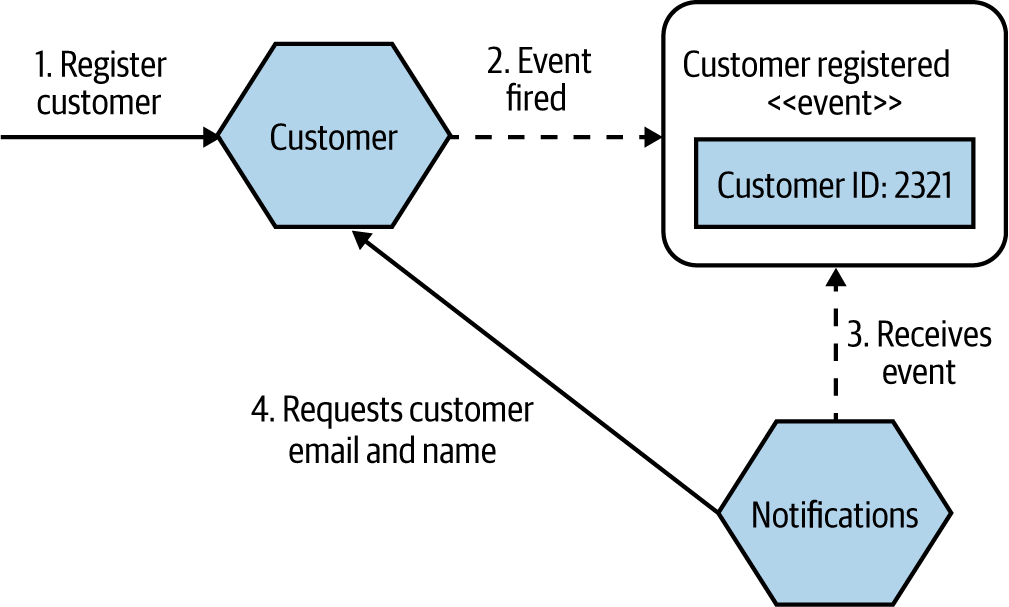 1. Register
customer
Customer
2. Event
fired
Customer registered
<<event>>
Customer ID: 2321
3. Receives
event
4. Requests customer
email and name
Notifications